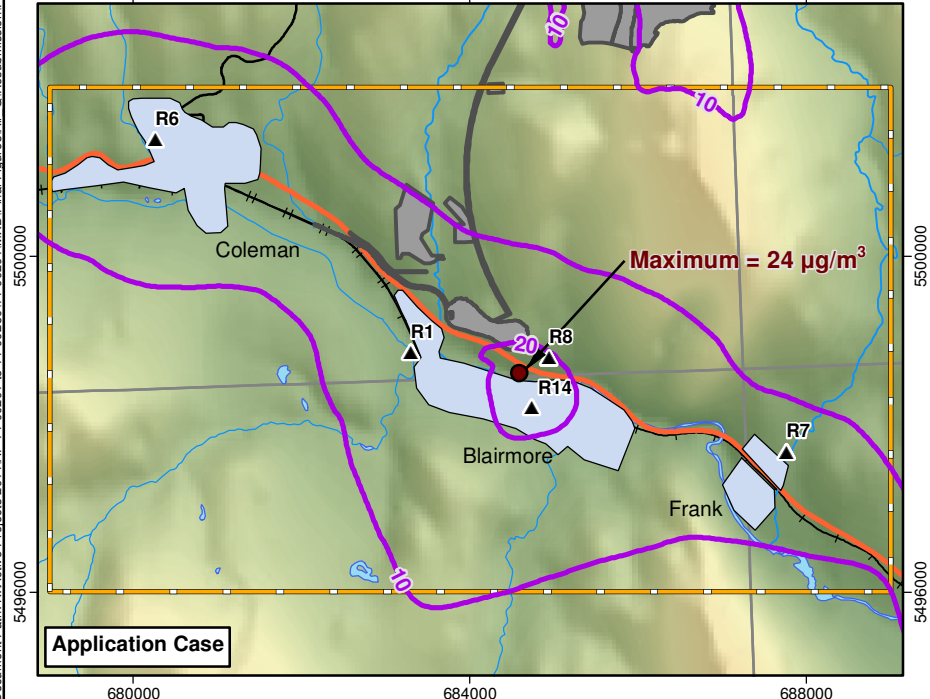 10
10
R6
Coleman
Maximum = 24 µg/m³
R1
20
R8
R14
Blairmore
R7
Frank
10
Application Case
5500000
5496000
5500000
5496000
680000
684000
688000